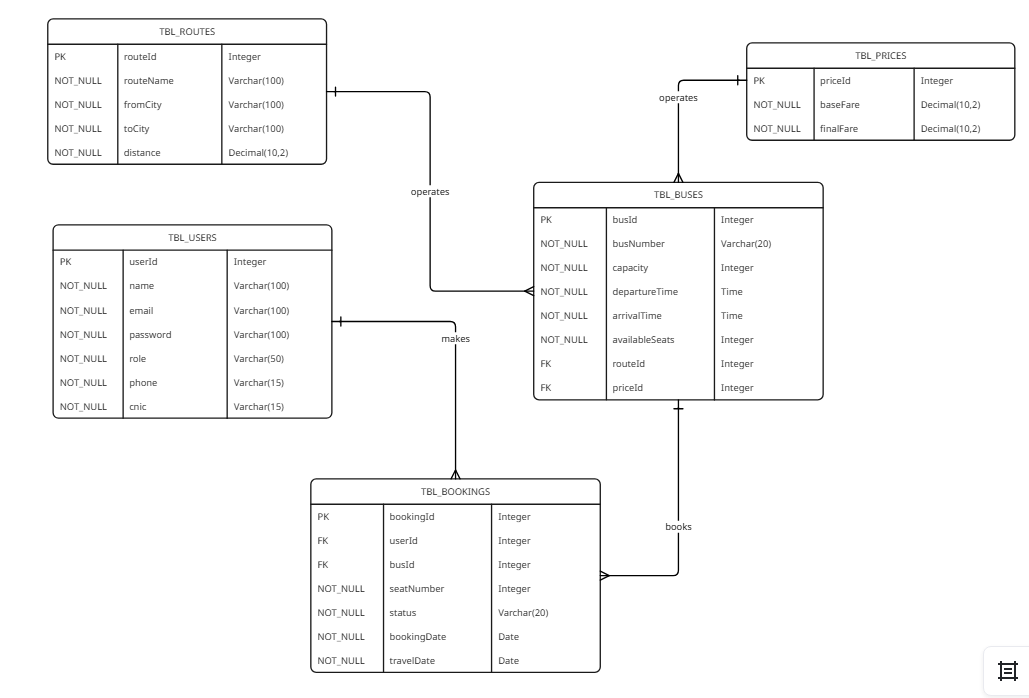 TBL_ROUTES
PK routeId Integer
NOT_NULL routeName Varchar(100)
NOT_NULL fromCity Varchar(100)
NOT_NULL toCity Varchar(100)
NOT_NULL distance Decimal(10,2)
TBL_PRICES
PK priceId Integer
NOT_NULL baseFare Decimal(10,2)
NOT_NULL finalFare Decimal(10,2)
operates
operates
TBL_BUSES
PK busId Integer
NOT_NULL busNumber Varchar(20)
NOT_NULL capacity Integer
NOT_NULL departureTime Time
NOT_NULL arrivalTime Time
NOT_NULL availableSeats Integer
FK routeId Integer
FK priceId Integer
TBL_USERS
PK userId Integer
NOT_NULL name Varchar(100)
NOT_NULL email Varchar(100)
NOT_NULL password Varchar(100)
NOT_NULL role Varchar(50)
NOT_NULL phone Varchar(15)
NOT_NULL cnic Varchar(15)
makes
books
TBL_BOOKINGS
PK bookingId Integer
FK userId Integer
FK busId Integer
NOT_NULL seatNumber Integer
NOT_NULL status Varchar(20)
NOT_NULL bookingDate Date
NOT_NULL travelDate Date